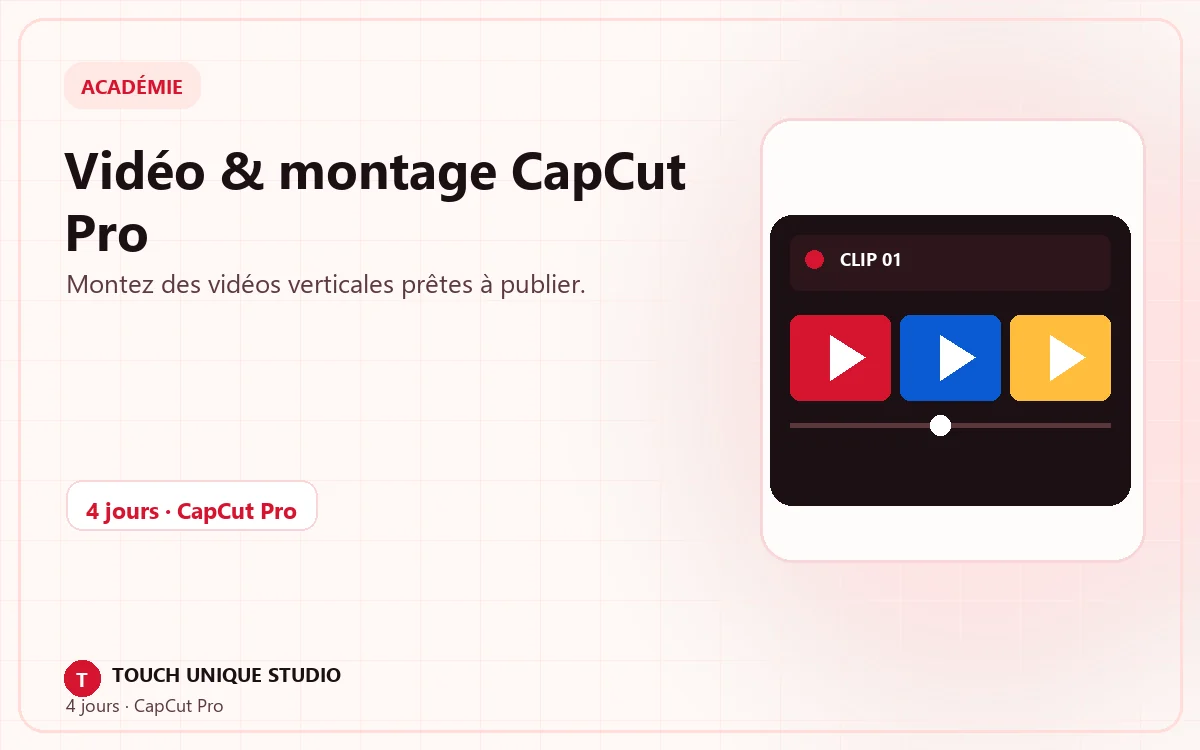 ACADÉMIE
Vidéo & montage CapCut
Pro
Montez des vidéos verticales prêtes à publier.
CLIP 01
4 jours · CapCut Pro
T
TOUCH UNIQUE STUDIO
4 jours · CapCut Pro